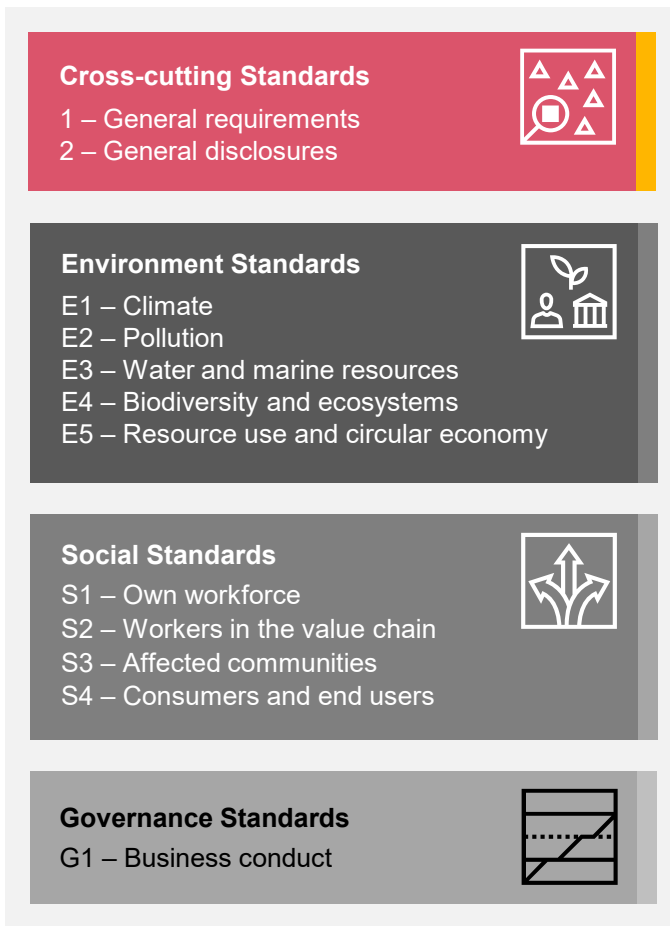 Cross-cutting Standards
1 – General requirements
2 – General disclosures
Environment Standards
E1 – Climate
E2 – Pollution
E3 – Water and marine resources
E4 – Biodiversity and ecosystems
E5 – Resource use and circular economy
Social Standards
S1 – Own workforce
S2 – Workers in the value chain
S3 – Affected communities
S4 – Consumers and end users
Governance Standards
G1 – Business conduct